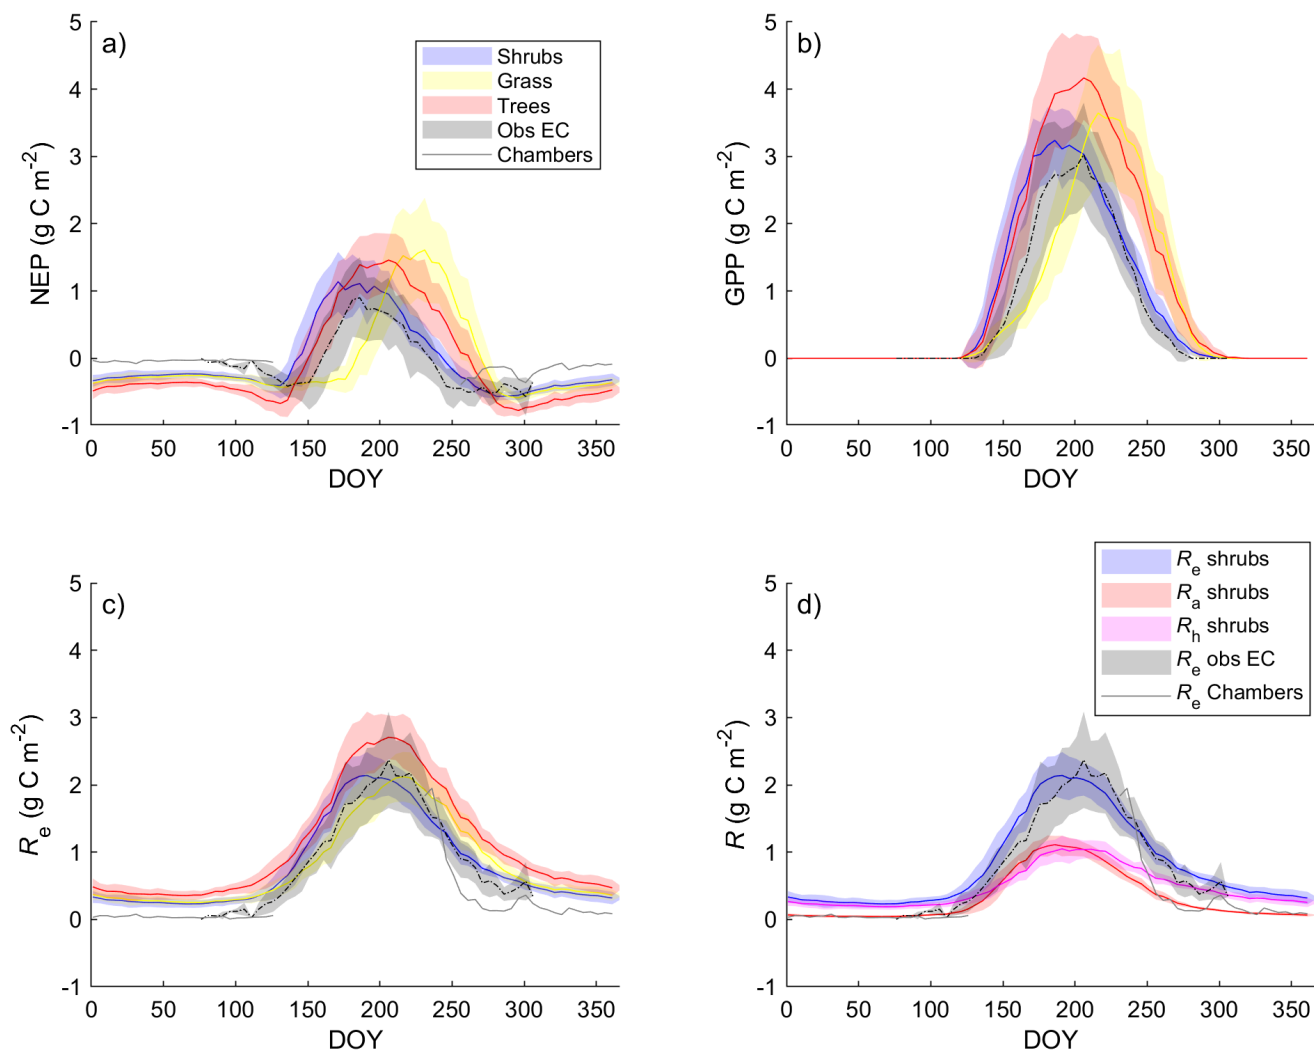 a)
5
4
3
2
1
0
-1
NEP (g C m-2)
0 50 100 150 200 250 300 350
DOY
Shrubs
Grass
Trees
Obs EC
Chambers
b)
5
4
3
2
1
0
-1
GPP (g C m-2)
0 50 100 150 200 250 300 350
DOY
c)
5
4
3
2
1
0
-1
Re (g C m-2)
0 50 100 150 200 250 300 350
DOY
d)
5
4
3
2
1
0
-1
R (g C m-2)
0 50 100 150 200 250 300 350
DOY
Re shrubs
Ra shrubs
Rh shrubs
Re obs EC
Re Chambers